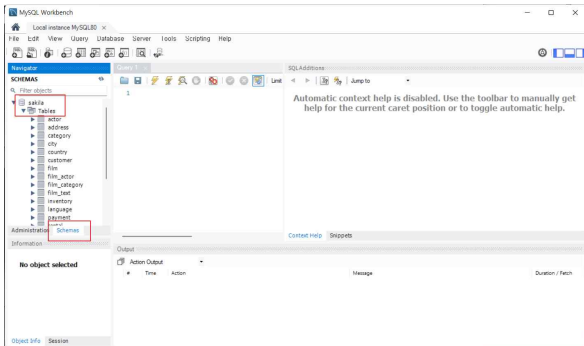 MySQL Workbench
Local instance MySQL80
File Edit View Query Database Server Tools Scripting Help
Navigator
SCHEMAS
Filter objects
sakila
Tables
actor
address
category
city
country
customer
film
film_actor
film_category
film_text
inventory
language
payment
Administration Schemas
Information
No object selected
Object Info Session
Query 1
Limit
1
SQLAdditions
Jump to
Automatic context help is disabled. Use the toolbar to manually get
help for the current caret position or to toggle automatic help.
Context Help Snippets
Output
Action Output
# Time Action Message Duration / Fetch